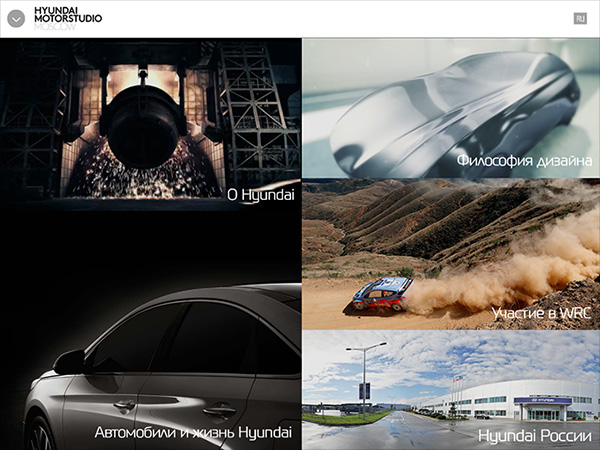 HYUNDAI
MOTORSTUDIO
MOSCOW
RU
О Hyundai
Философия дизайна
Участие в WRC
Автомобили и жизнь Hyundai
Hyundai России